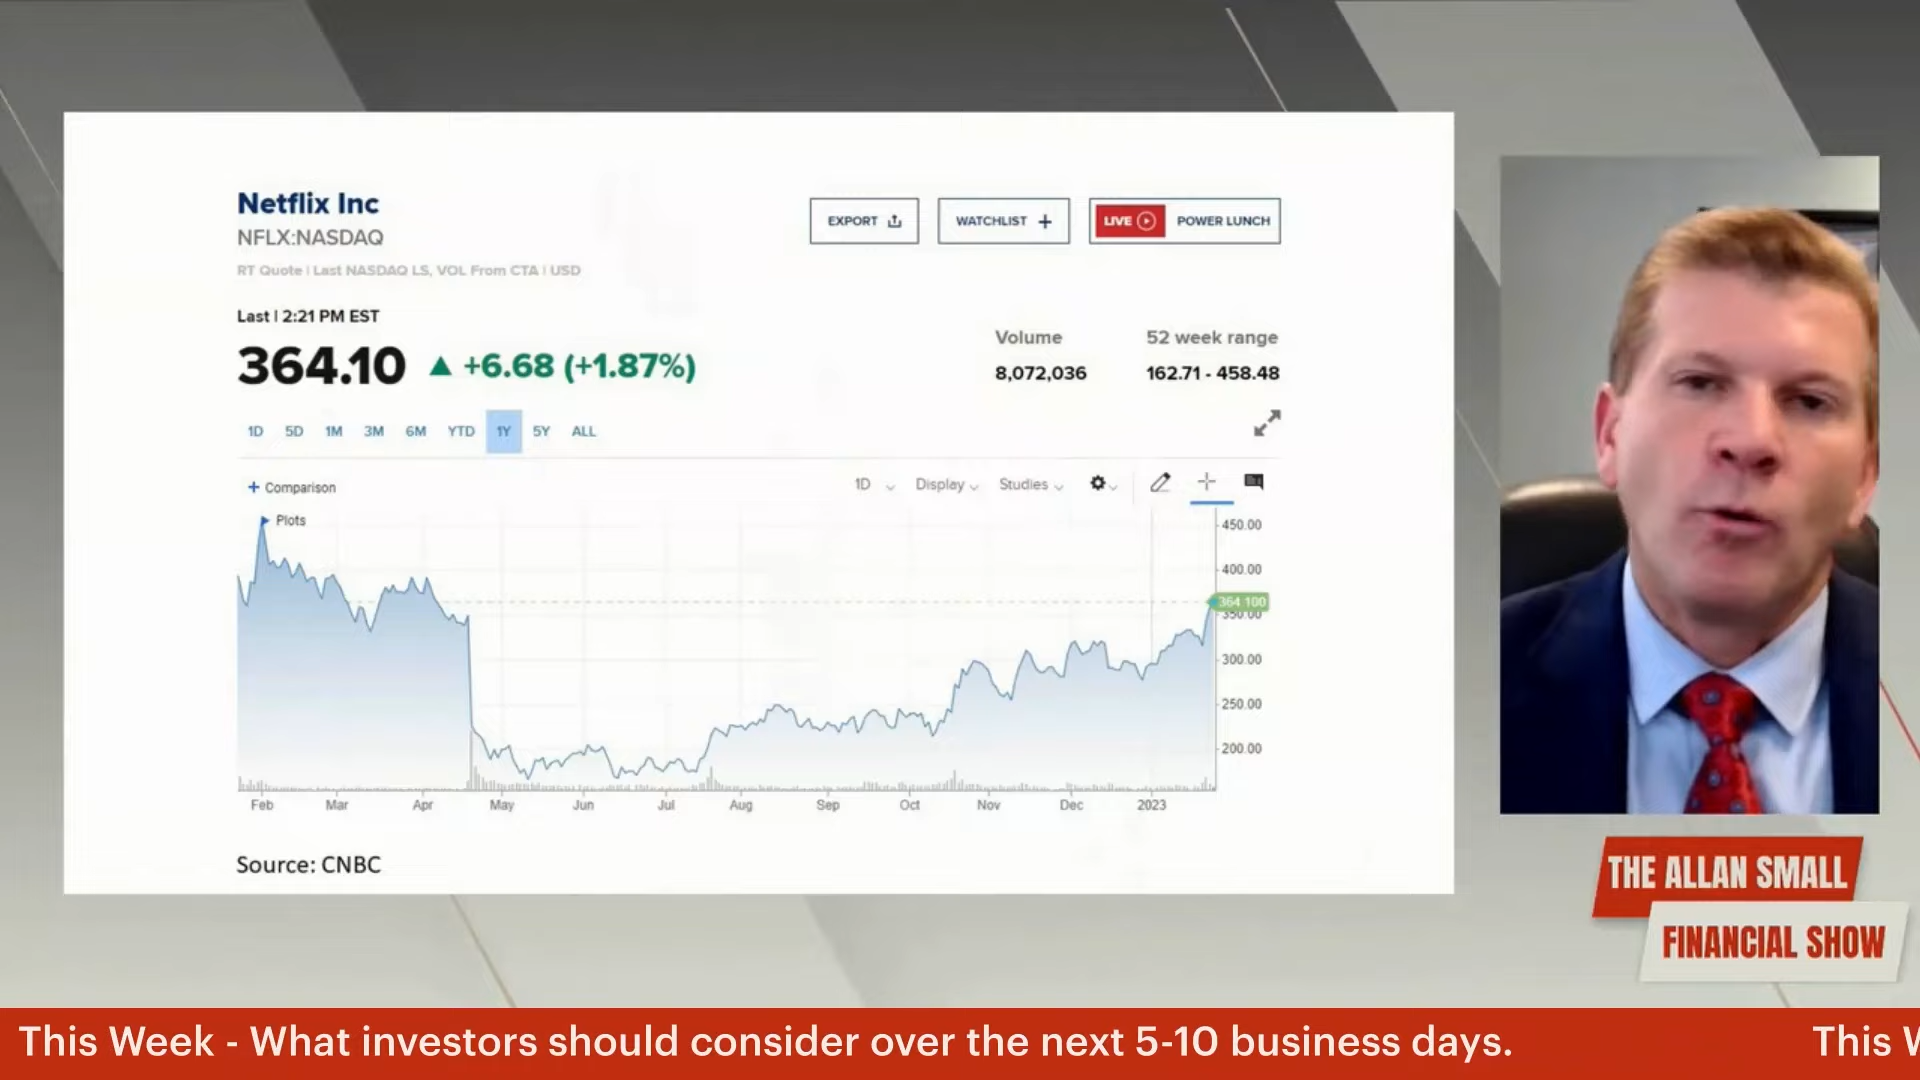 Netflix Inc
NFLX:NASDAQ
RT Quote | Last NASDAQ LS, VOL From CTA | USD
EXPORT
WATCHLIST +
LIVE POWER LUNCH
Last | 2:21 PM EST
364.10 ▲ +6.68 (+1.87%)
Volume
8,072,036
52 week range
162.71 - 458.48
1D 5D 1M 3M 6M YTD 1Y 5Y ALL
+ Comparison
1D Display Studies
Plots
450.00
400.00
364.100
350.00
300.00
250.00
200.00
Feb Mar Apr May Jun Jul Aug Sep Oct Nov Dec 2023
Source: CNBC
THE ALLAN SMALL
FINANCIAL SHOW
This Week - What investors should consider over the next 5-10 business days.
This W